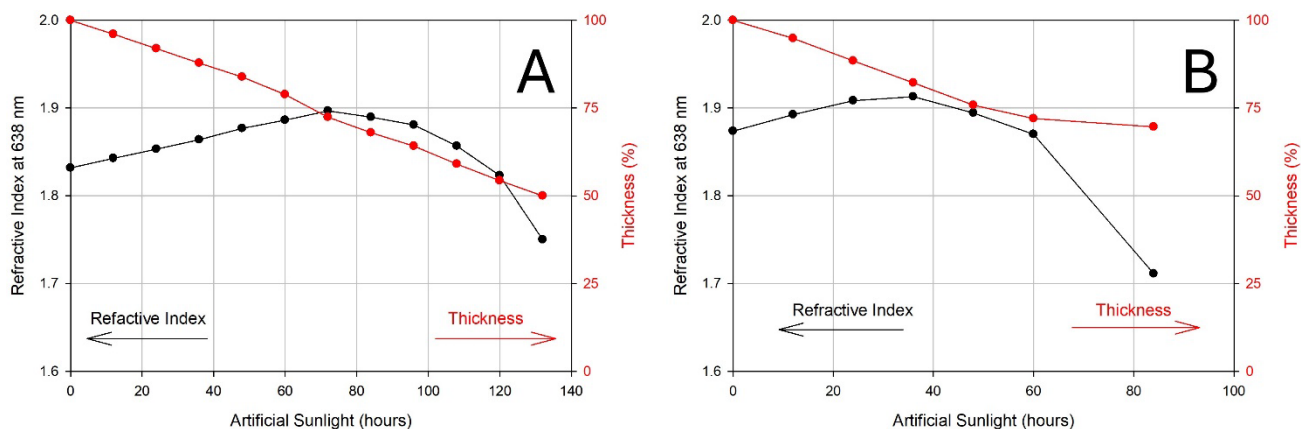 A
Refractive Index at 638 nm
2.0
1.9
1.8
1.7
1.6
100
75
50
25
0
Thickness (%)
Refactive Index
Thickness
0 20 40 60 80 100 120 140
Artificial Sunlight (hours)
B
Refractive Index at 638 nm
2.0
1.9
1.8
1.7
1.6
100
75
50
25
0
Thickness (%)
Refractive Index
Thickness
0 20 40 60 80 100
Artificial Sunlight (hours)